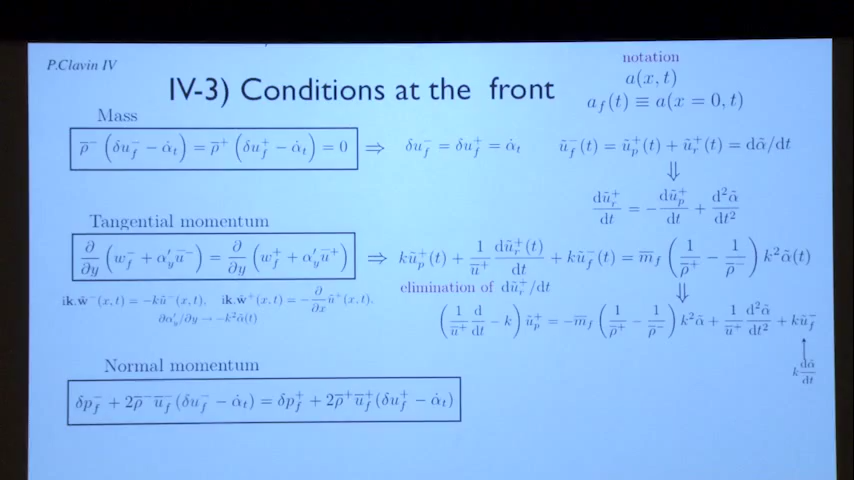 P.Clavin IV
IV-3) Conditions at the front
notation
a(x, t)
a_f(t) ≡ a(x = 0, t)
Mass
ρ̅⁻ (δu_f⁻ − α̇_t) = ρ̅⁺ (δu_f⁺ − α̇_t) = 0 ⇒ δu_f⁻ = δu_f⁺ = α̇_t ũ_f⁻(t) = ũ_p⁺(t) + ũ_r⁺(t) = dα̃/dt
⇓
dũ_r⁺/dt = −dũ_p⁺/dt + d²α̃/dt²
Tangential momentum
∂/∂y (w_f⁻ + α′_y u̅⁻) = ∂/∂y (w_f⁺ + α′_y u̅⁺) ⇒ kũ_p⁺(t) + 1/u̅⁺ dũ_r⁺(t)/dt + kũ_f⁻(t) = m̅_f (1/ρ̅⁺ − 1/ρ̅⁻) k²α̃(t)
elimination of dũ_r⁺/dt ⇓
ik.w̃⁻(x, t) = −kũ⁻(x, t), ik.w̃⁺(x, t) = −∂/∂x ũ⁺(x, t),
∂α′_y/∂y → −k²α̃(t)
(1/u̅⁺ d/dt − k) ũ_p⁺ = −m̅_f (1/ρ̅⁺ − 1/ρ̅⁻) k²α̃ + 1/u̅⁺ d²α̃/dt² + kũ_f⁻
k dα̃/dt
Normal momentum
δp_f⁻ + 2ρ̅⁻u̅_f⁻(δu_f⁻ − α̇_t) = δp_f⁺ + 2ρ̅⁺u̅_f⁺(δu_f⁺ − α̇_t)